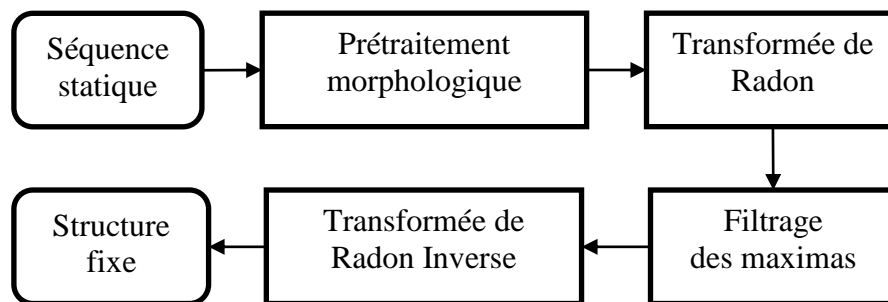 Séquence
statique
Prétraitement
morphologique
Transformée de
Radon
Filtrage
des maximas
Transformée de
Radon Inverse
Structure
fixe